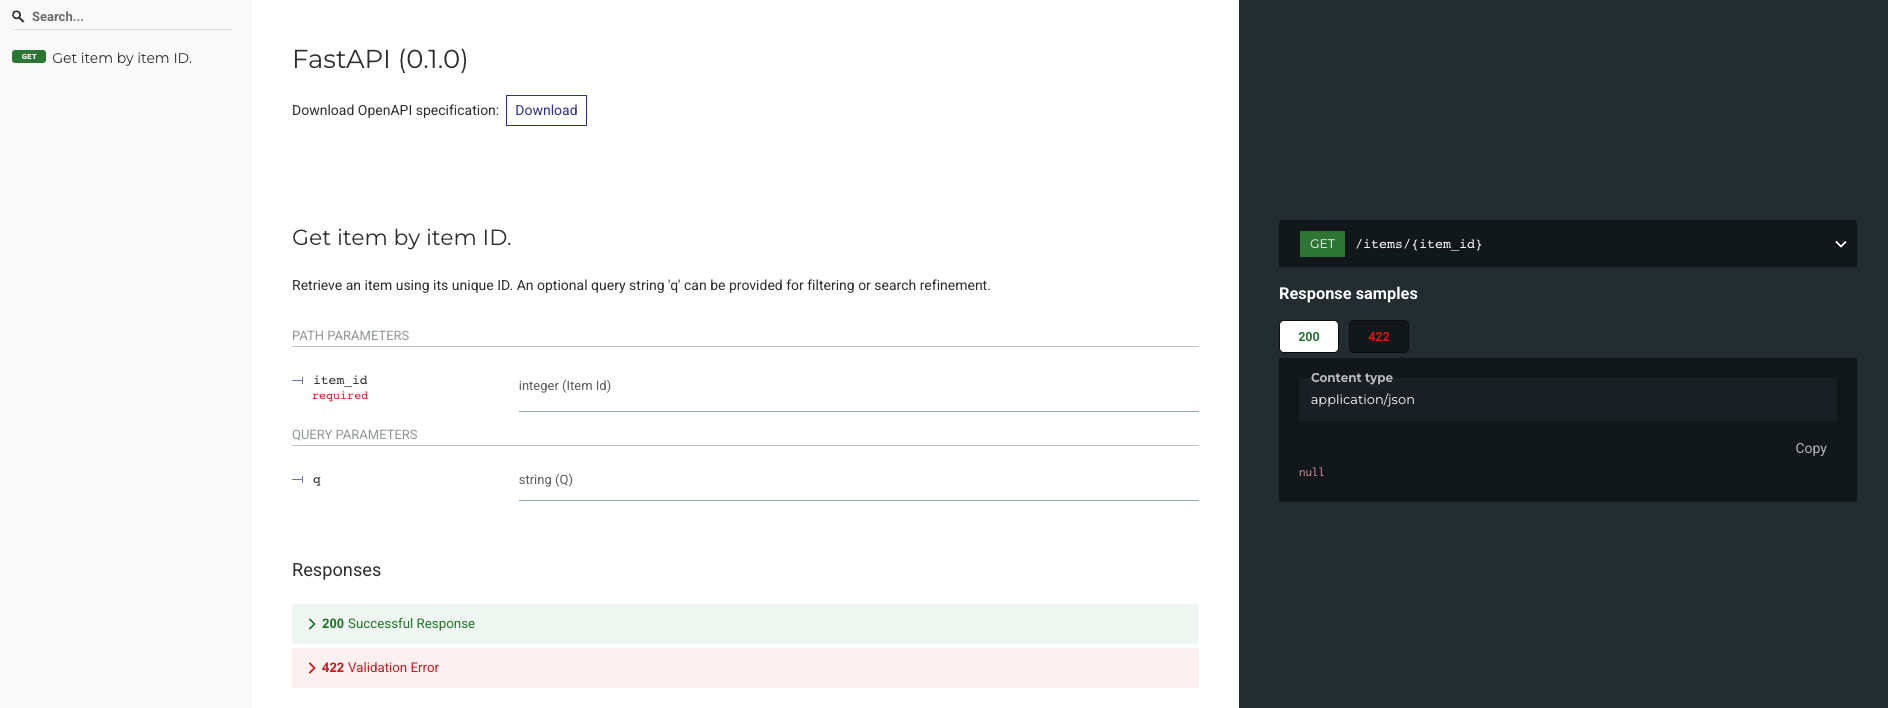 Search...
GET Get item by item ID.
FastAPI (0.1.0)
Download OpenAPI specification: Download
Get item by item ID.
Retrieve an item using its unique ID. An optional query string 'q' can be provided for filtering or search refinement.
PATH PARAMETERS
item_id
required
integer (Item Id)
QUERY PARAMETERS
q
string (Q)
Responses
200 Successful Response
422 Validation Error
GET /items/{item_id}
Response samples
200 422
Content type
application/json
Copy
null